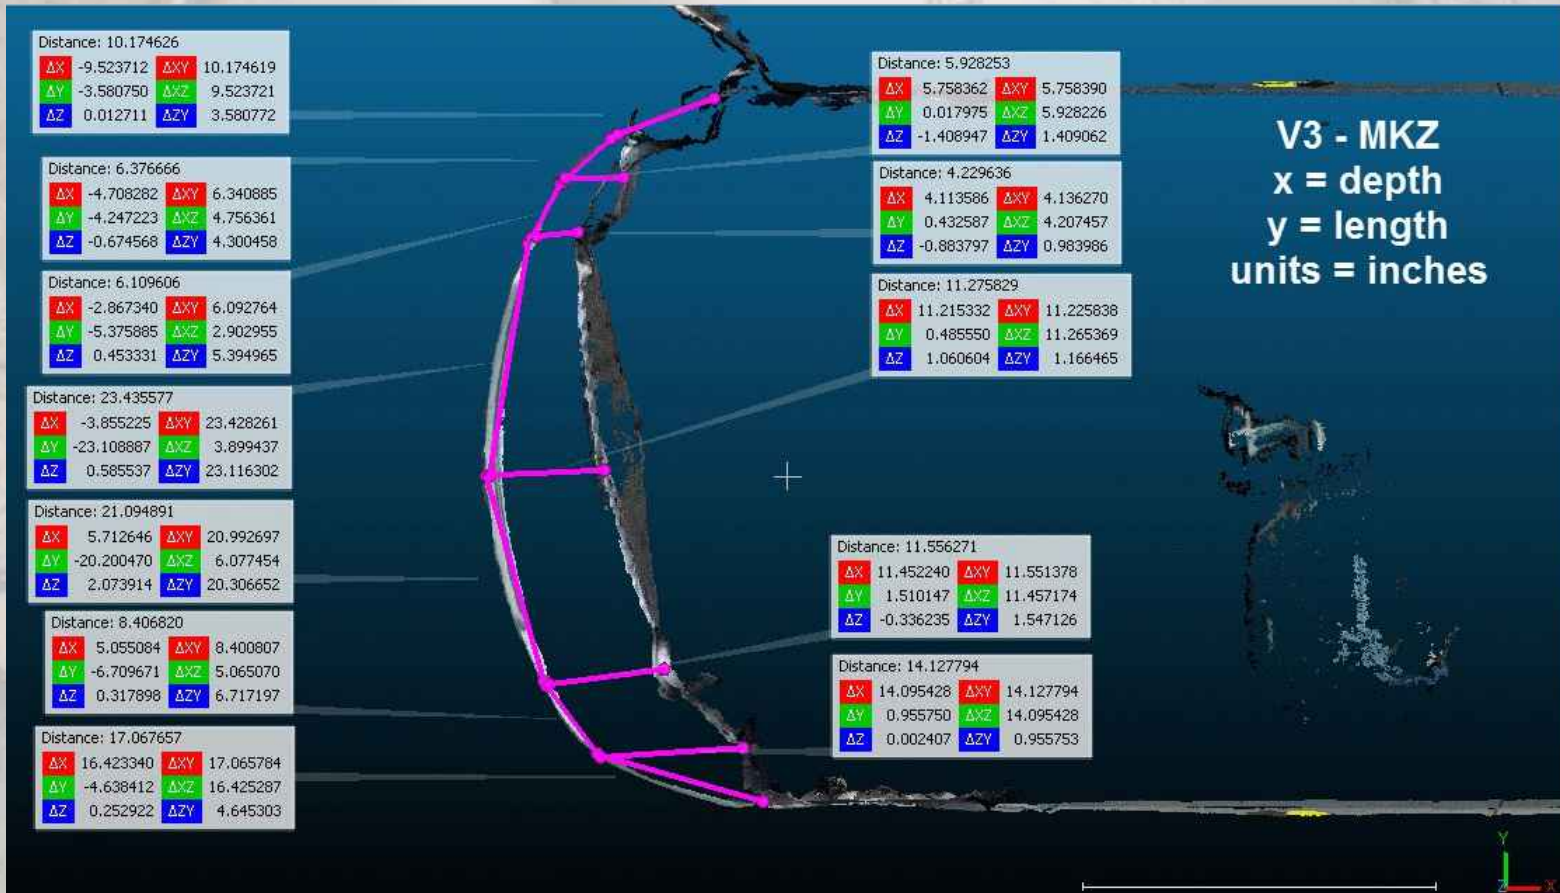 Distance: 10.174626
ΔX -9.523712 ΔXY 10.174619
ΔY -3.580750 ΔXZ 9.523721
ΔZ 0.012711 ΔZY 3.580772
Distance: 6.376666
ΔX -4.708282 ΔXY 6.340885
ΔY -4.247223 ΔXZ 4.756361
ΔZ -0.674568 ΔZY 4.300458
Distance: 6.109606
ΔX -2.867340 ΔXY 6.092764
ΔY -5.375885 ΔXZ 2.902955
ΔZ 0.453331 ΔZY 5.394965
Distance: 23.435577
ΔX -3.855225 ΔXY 23.428261
ΔY -23.108887 ΔXZ 3.899437
ΔZ 0.585537 ΔZY 23.116302
Distance: 21.094891
ΔX 5.712646 ΔXY 20.992697
ΔY -20.200470 ΔXZ 6.077454
ΔZ 2.073914 ΔZY 20.306652
Distance: 8.406820
ΔX 5.055084 ΔXY 8.400807
ΔY -6.709671 ΔXZ 5.065070
ΔZ 0.317898 ΔZY 6.717197
Distance: 17.067657
ΔX 16.423340 ΔXY 17.065784
ΔY -4.638412 ΔXZ 16.425287
ΔZ 0.252922 ΔZY 4.645303
Distance: 5.928253
ΔX 5.758362 ΔXY 5.758390
ΔY 0.017975 ΔXZ 5.928226
ΔZ -1.408947 ΔZY 1.409062
Distance: 4.229636
ΔX 4.113586 ΔXY 4.136270
ΔY 0.432587 ΔXZ 4.207457
ΔZ -0.883797 ΔZY 0.983986
Distance: 11.275829
ΔX 11.215332 ΔXY 11.225838
ΔY 0.485550 ΔXZ 11.265369
ΔZ 1.060604 ΔZY 1.166465
Distance: 11.556271
ΔX 11.452240 ΔXY 11.551378
ΔY 1.510147 ΔXZ 11.457174
ΔZ -0.336235 ΔZY 1.547126
Distance: 14.127794
ΔX 14.095428 ΔXY 14.127794
ΔY 0.955750 ΔXZ 14.095428
ΔZ 0.002407 ΔZY 0.955753
V3 - MKZ
x = depth
y = length
units = inches
Y
Z X